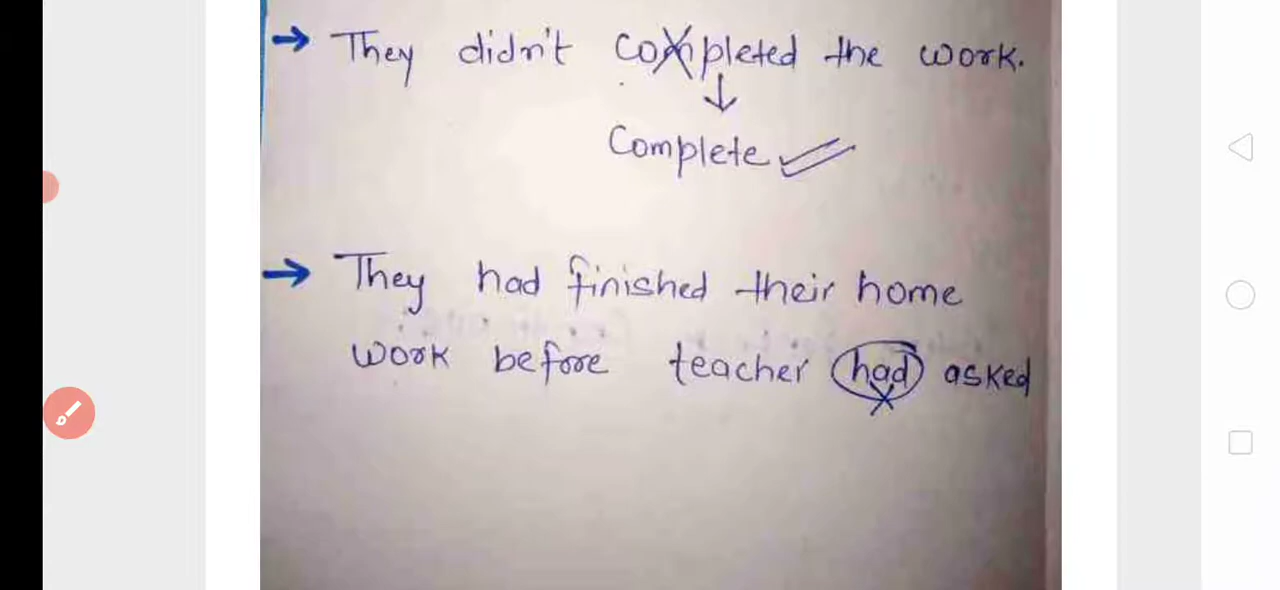 → They didn't completed the work.
↓
Complete
→ They had finished their home
work before teacher had asked